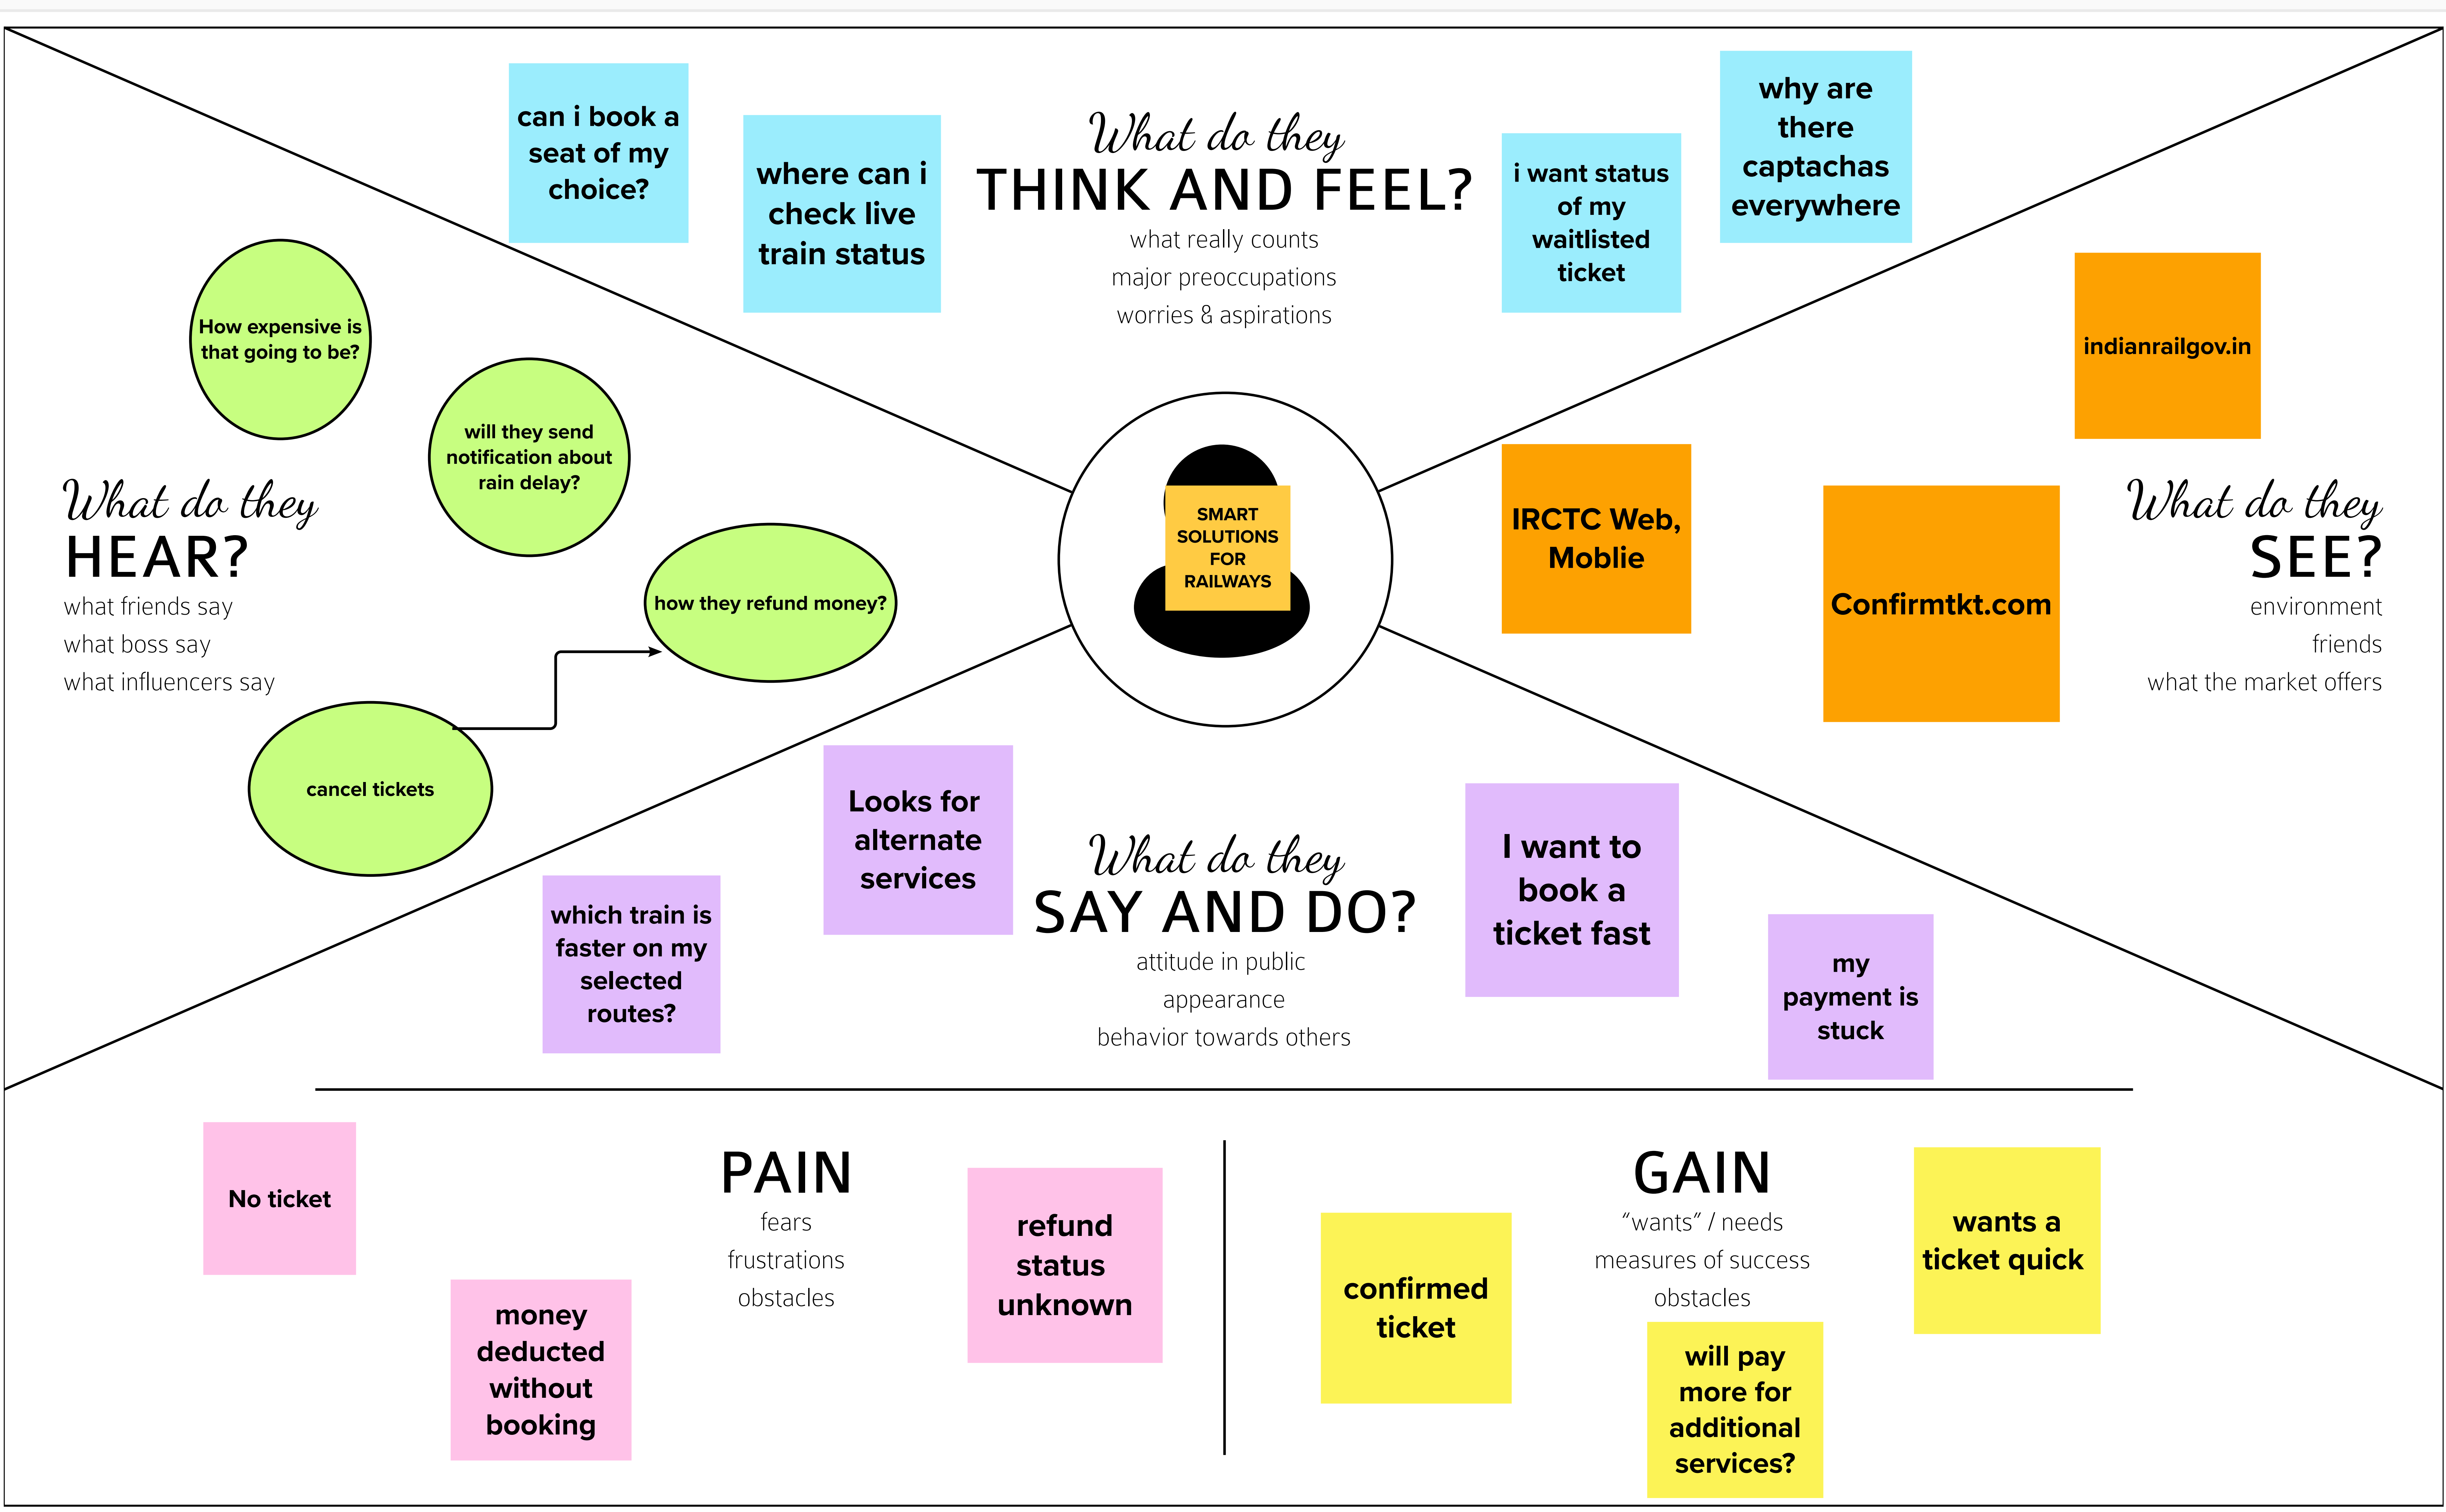 can i book a
seat of my
choice?
where can i
check live
train status
What do they
THINK AND FEEL?
what really counts
major preoccupations
worries & aspirations
i want status
of my
waitlisted
ticket
why are
there
captachas
everywhere
How expensive is
that going to be?
will they send
notification about
rain delay?
What do they
HEAR?
what friends say
what boss say
what influencers say
how they refund money?
cancel tickets
SMART
SOLUTIONS
FOR
RAILWAYS
indianrailgov.in
IRCTC Web,
Moblie
Confirmtkt.com
What do they
SEE?
environment
friends
what the market offers
which train is
faster on my
selected
routes?
Looks for
alternate
services
What do they
SAY AND DO?
attitude in public
appearance
behavior towards others
I want to
book a
ticket fast
my
payment is
stuck
No ticket
money
deducted
without
booking
PAIN
fears
frustrations
obstacles
refund
status
unknown
confirmed
ticket
GAIN
“wants” / needs
measures of success
obstacles
will pay
more for
additional
services?
wants a
ticket quick